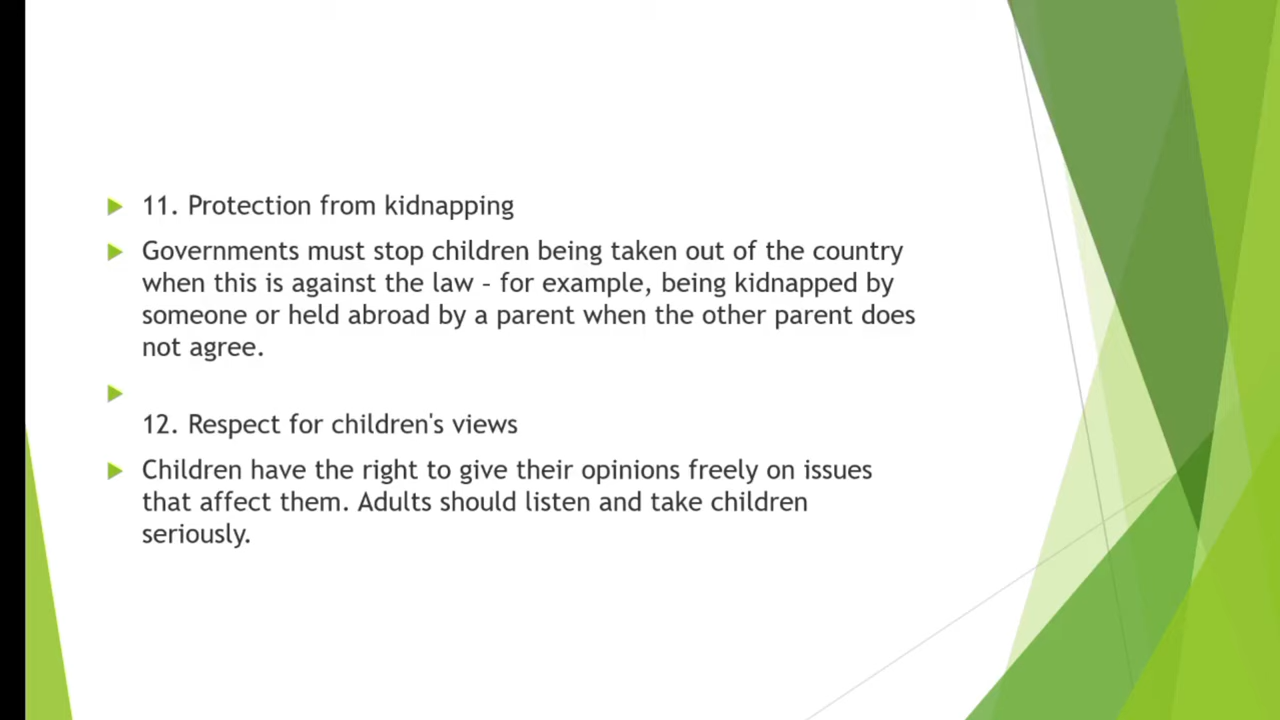 11. Protection from kidnapping
Governments must stop children being taken out of the country
when this is against the law – for example, being kidnapped by
someone or held abroad by a parent when the other parent does
not agree.
12. Respect for children's views
Children have the right to give their opinions freely on issues
that affect them. Adults should listen and take children
seriously.